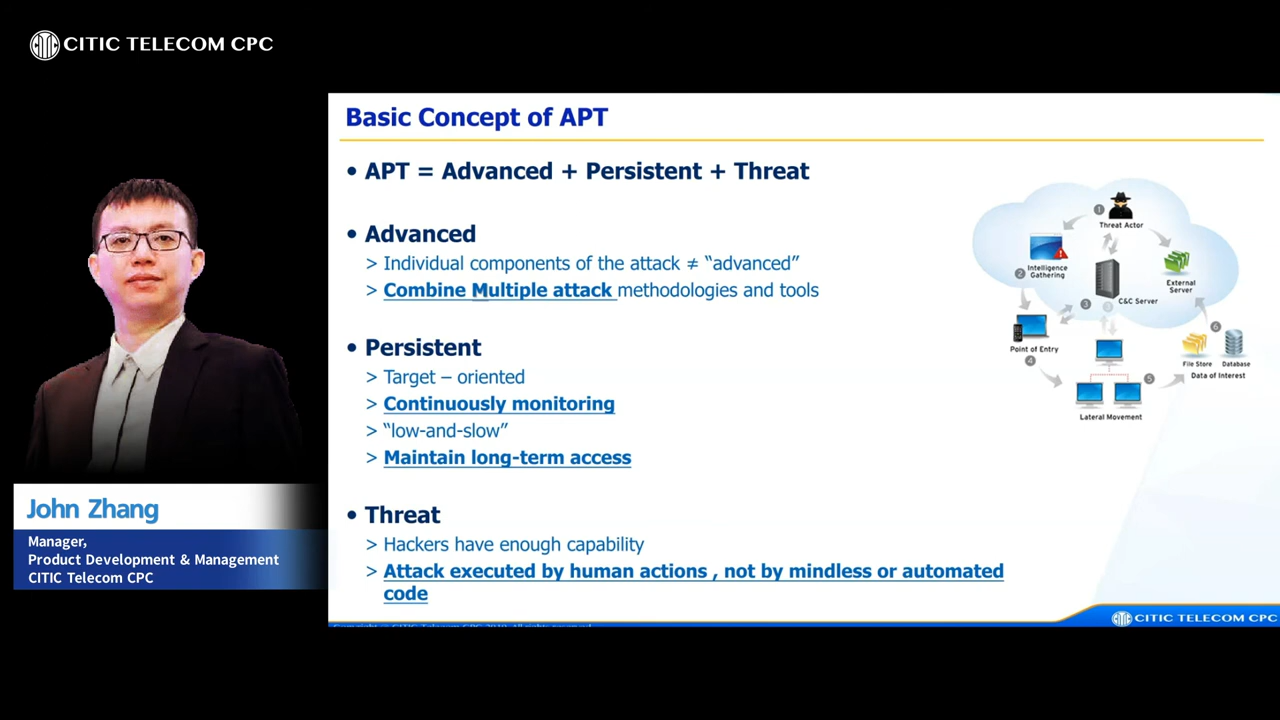 CITIC TELECOM CPC
Basic Concept of APT
• APT = Advanced + Persistent + Threat
• Advanced
> Individual components of the attack ≠ “advanced”
> Combine Multiple attack methodologies and tools
• Persistent
> Target – oriented
> Continuously monitoring
> “low-and-slow”
> Maintain long-term access
• Threat
> Hackers have enough capability
> Attack executed by human actions , not by mindless or automated
code
1
Threat Actor
Intelligence
Gathering
2
External
Server
C&C Server
3
Point of Entry
4
6
File Store
Database
Data of Interest
5
Lateral Movement
John Zhang
Manager,
Product Development & Management
CITIC Telecom CPC
CITIC TELECOM CPC